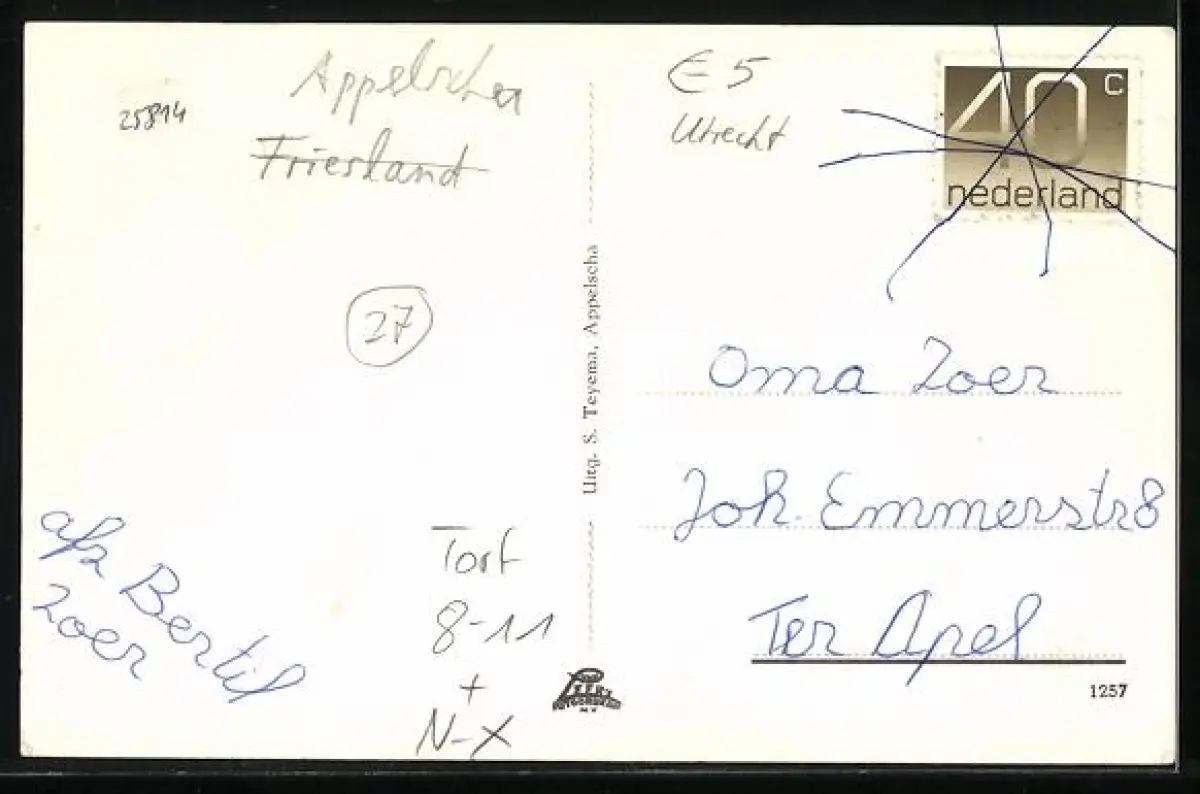 25814
Appelscha
Friesland
27
afz Bertil
Zoer
Torf
8-11
+
N-X
Uitg. S. Teyema, Appelscha
E 5
Utrecht
40 c
nederland
Oma Zoer
Joh. Emmerstr 8
Ter Apel
1257